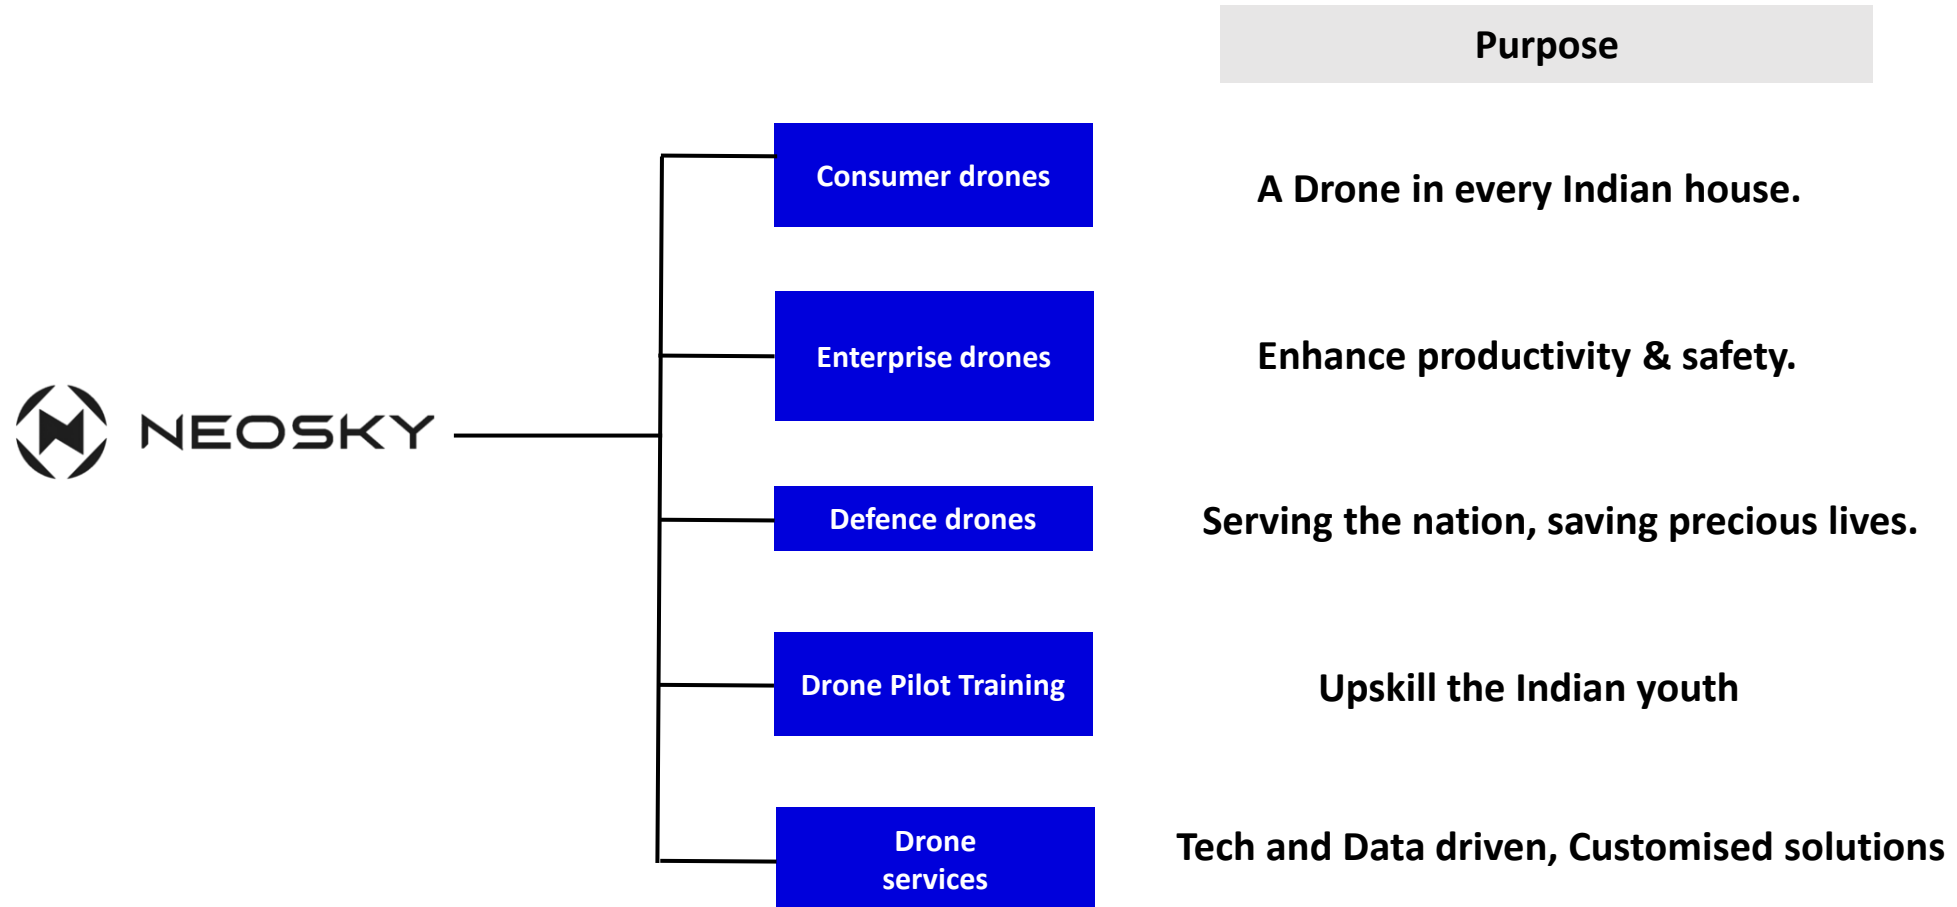 Purpose
Consumer drones
A Drone in every Indian house.
Enterprise drones
Enhance productivity & safety.
NEOSKY
Defence drones
Serving the nation, saving precious lives.
Drone Pilot Training
Upskill the Indian youth
Drone
services
Tech and Data driven, Customised solutions